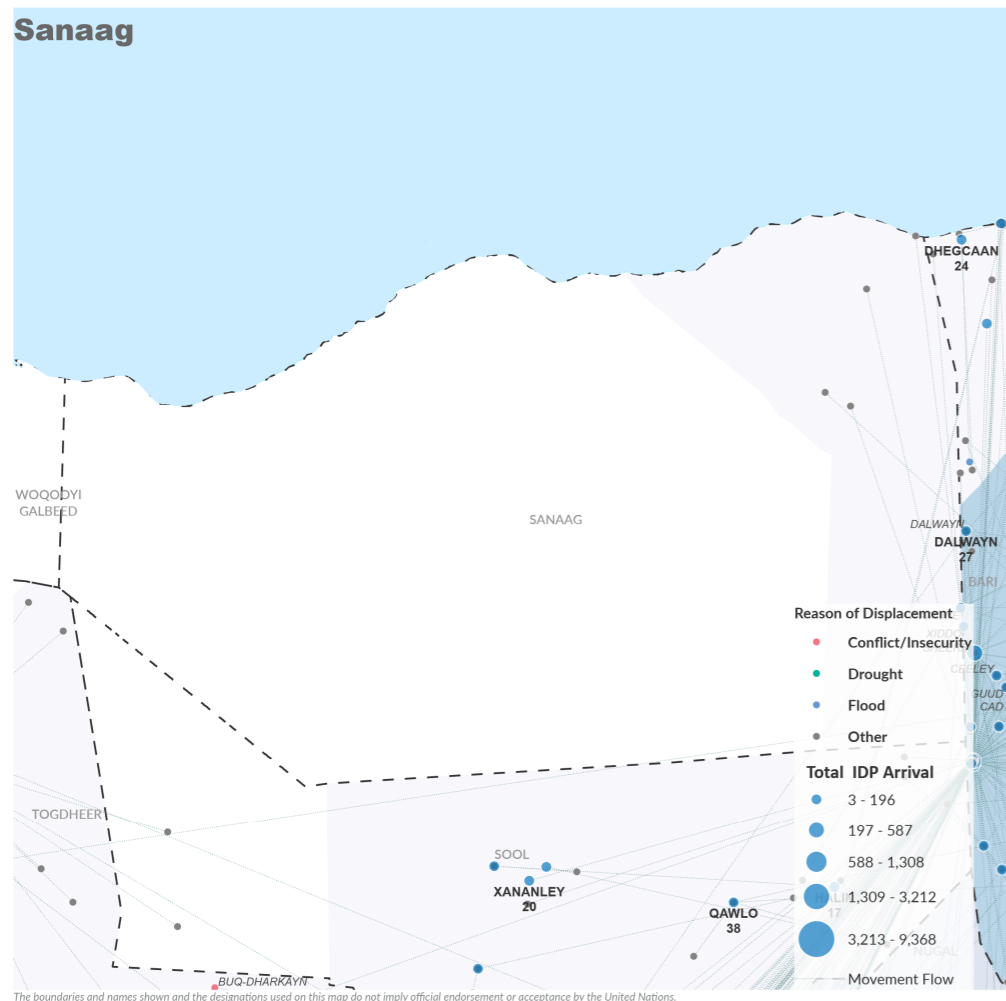 Sanaag
DHEGCAAN
24
WOQOOYI
GALBEED
SANAAG
DALWAYN
DALWAYN
27
BARI
Reason of Displacement
Conflict/Insecurity
Drought
Flood
Other
CEELEY
GUUD
CAD
Total IDP Arrival
3 - 196
197 - 587
588 - 1,308
1,309 - 3,212
3,213 - 9,368
Movement Flow
TOGDHEER
SOOL
XANANLEY
20
QAWLO
38
17
NUGAL
BUQ-DHARKAYN
The boundaries and names shown and the designations used on this map do not imply official endorsement or acceptance by the United Nations.